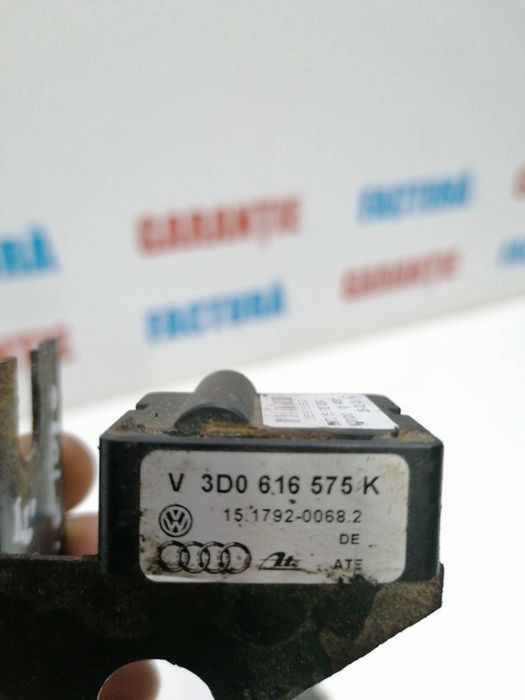 GARANȚIE
FACTURĂ
FACTURĂ
GARANȚIE
V 3D0 616 575 K
15.1792-0068.2
DE
Ate
ATE